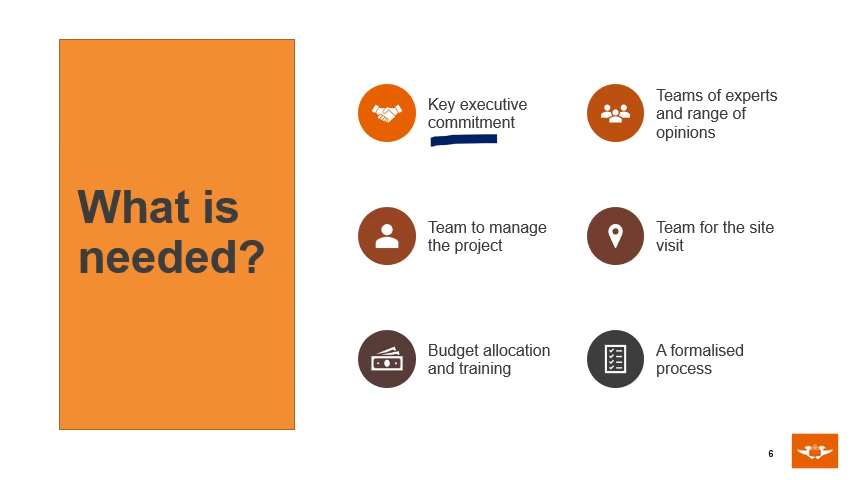 What is
needed?
Key executive
commitment
Teams of experts
and range of
opinions
Team to manage
the project
Team for the site
visit
Budget allocation
and training
A formalised
process
6